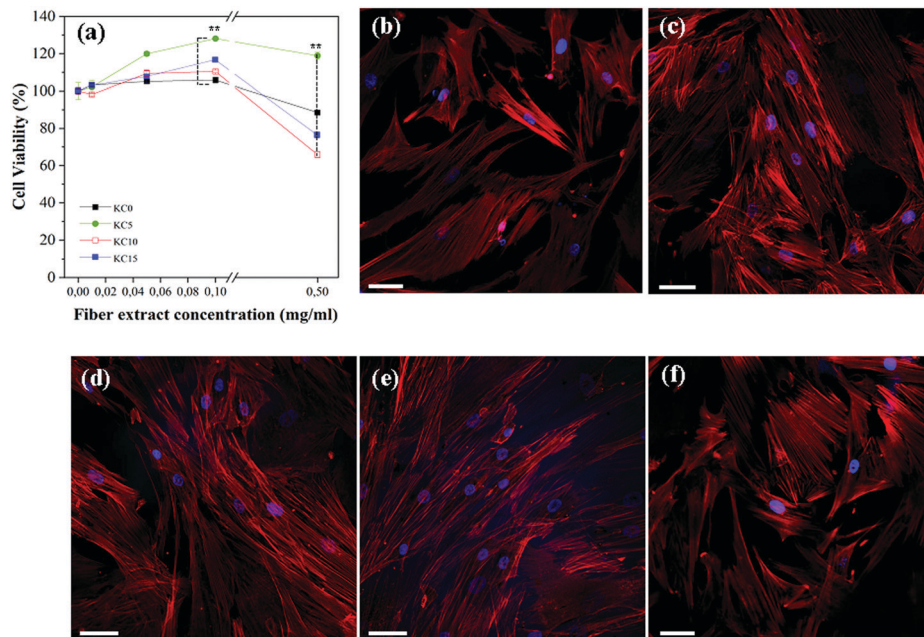 (a)
**
**
140
120
100
80
60
40
20
0
Cell Viability (%)
KC0
KC5
KC10
KC15
0,00 0,02 0,04 0,06 0,08 0,10 0,50
Fiber extract concentration (mg/ml)
(b)
(c)
(d)
(e)
(f)